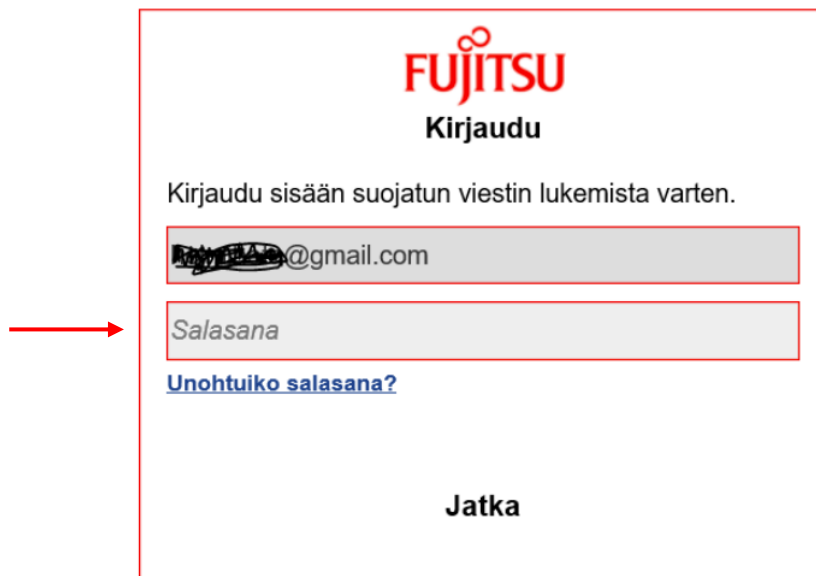 FUJITSU
Kirjaudu
Kirjaudu sisään suojatun viestin lukemista varten.
@gmail.com
Salasana
Unohtuiko salasana?
Jatka